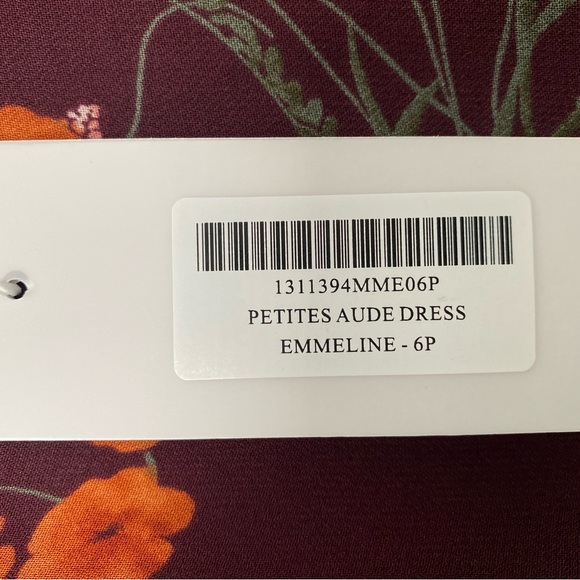 1311394MME06P
PETITES AUDE DRESS
EMMELINE - 6P